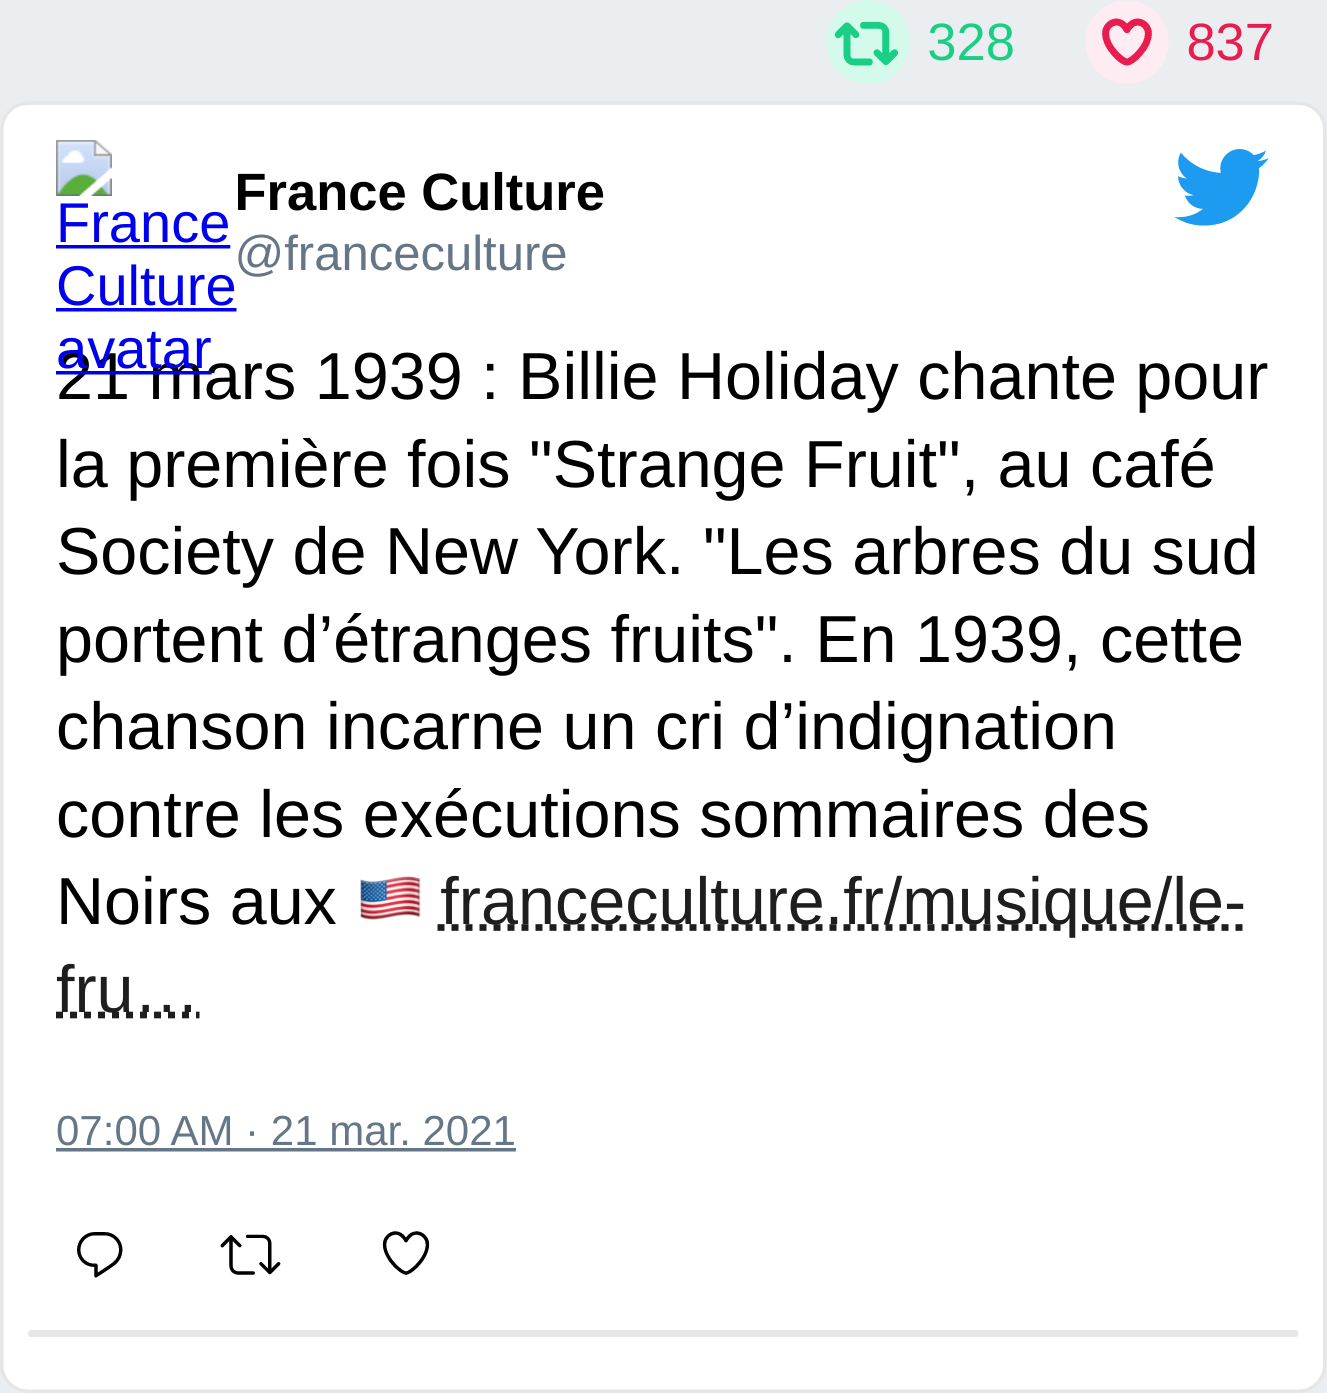 328 837
France Culture avatar
France Culture
@franceculture
21 mars 1939 : Billie Holiday chante pour
la première fois "Strange Fruit", au café
Society de New York. "Les arbres du sud
portent d’étranges fruits". En 1939, cette
chanson incarne un cri d’indignation
contre les exécutions sommaires des
Noirs aux 🇺🇸 franceculture.fr/musique/le-
fru…
07:00 AM · 21 mar. 2021